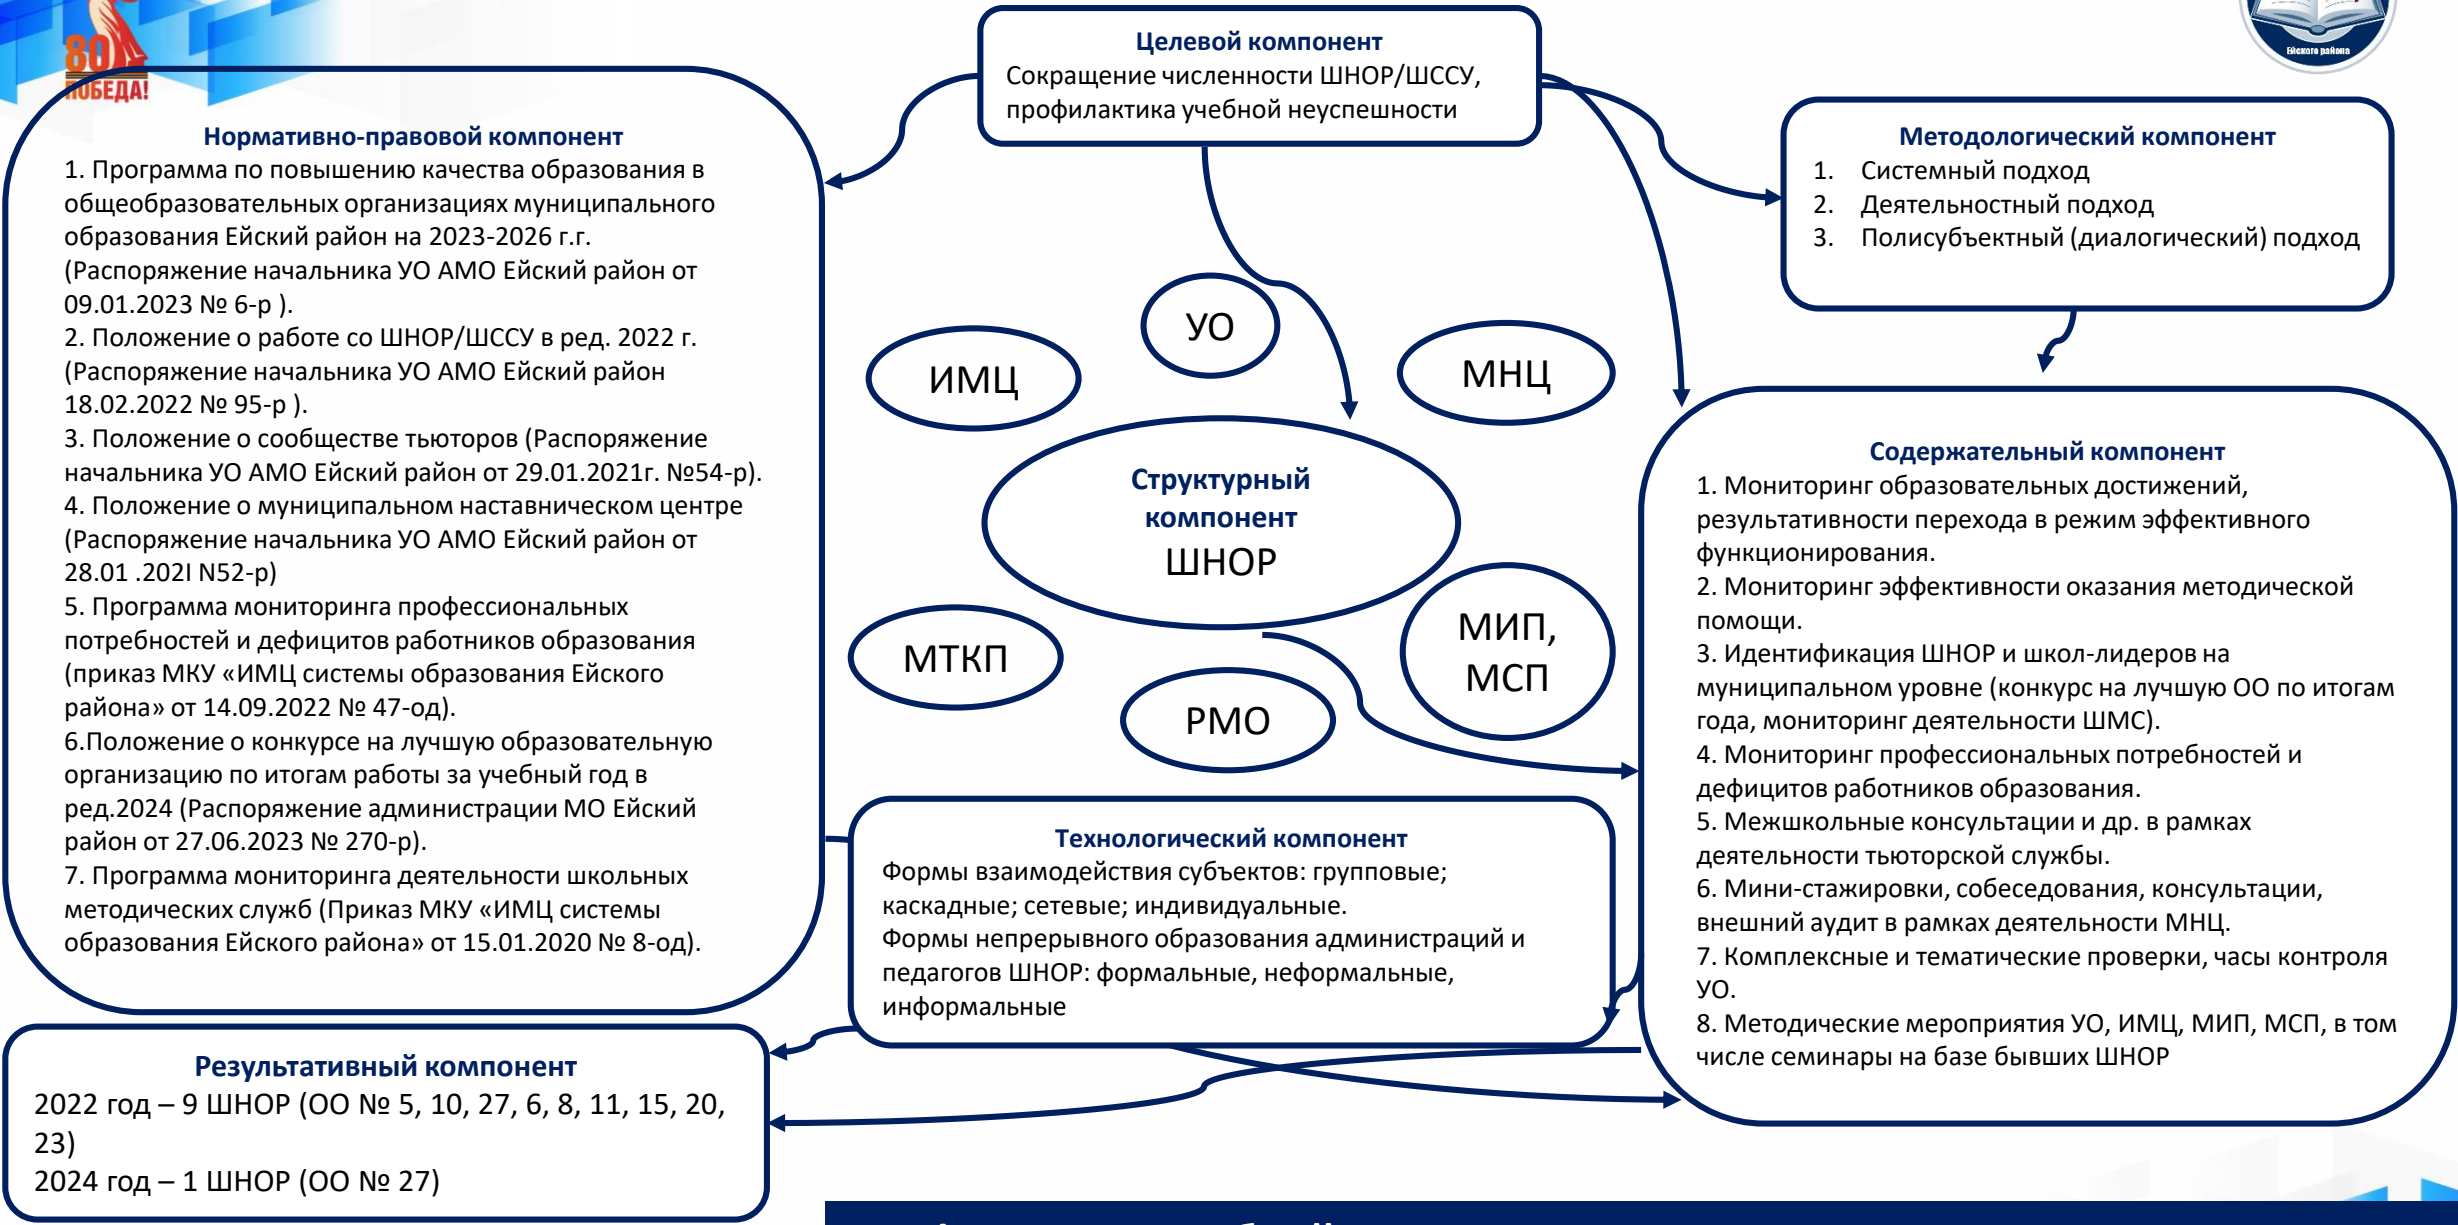 80
ПОБЕДА!
Ейского района
Целевой компонент
Сокращение численности ШНОР/ШССУ,
профилактика учебной неуспешности
Нормативно-правовой компонент
1. Программа по повышению качества образования в
общеобразовательных организациях муниципального
образования Ейский район на 2023-2026 г.г.
(Распоряжение начальника УО АМО Ейский район от
09.01.2023 № 6-р ).
2. Положение о работе со ШНОР/ШССУ в ред. 2022 г.
(Распоряжение начальника УО АМО Ейский район
18.02.2022 № 95-р ).
3. Положение о сообществе тьюторов (Распоряжение
начальника УО АМО Ейский район от 29.01.2021г. №54-р).
4. Положение о муниципальном наставническом центре
(Распоряжение начальника УО АМО Ейский район от
28.01 .202I N52-р)
5. Программа мониторинга профессиональных
потребностей и дефицитов работников образования
(приказ МКУ «ИМЦ системы образования Ейского
района» от 14.09.2022 № 47-од).
6.Положение о конкурсе на лучшую образовательную
организацию по итогам работы за учебный год в
ред.2024 (Распоряжение администрации МО Ейский
район от 27.06.2023 № 270-р).
7. Программа мониторинга деятельности школьных
методических служб (Приказ МКУ «ИМЦ системы
образования Ейского района» от 15.01.2020 № 8-од).
Методологический компонент
1. Системный подход
2. Деятельностный подход
3. Полисубъектный (диалогический) подход
УО
ИМЦ
МНЦ
Структурный
компонент
ШНОР
МТКП
МИП,
МСП
РМО
Содержательный компонент
1. Мониторинг образовательных достижений,
результативности перехода в режим эффективного
функционирования.
2. Мониторинг эффективности оказания методической
помощи.
3. Идентификация ШНОР и школ-лидеров на
муниципальном уровне (конкурс на лучшую ОО по итогам
года, мониторинг деятельности ШМС).
4. Мониторинг профессиональных потребностей и
дефицитов работников образования.
5. Межшкольные консультации и др. в рамках
деятельности тьюторской службы.
6. Мини-стажировки, собеседования, консультации,
внешний аудит в рамках деятельности МНЦ.
7. Комплексные и тематические проверки, часы контроля
УО.
8. Методические мероприятия УО, ИМЦ, МИП, МСП, в том
числе семинары на базе бывших ШНОР
Технологический компонент
Формы взаимодействия субъектов: групповые;
каскадные; сетевые; индивидуальные.
Формы непрерывного образования администраций и
педагогов ШНОР: формальные, неформальные,
информальные
Результативный компонент
2022 год – 9 ШНОР (ОО № 5, 10, 27, 6, 8, 11, 15, 20,
23)
2024 год – 1 ШНОР (ОО № 27)